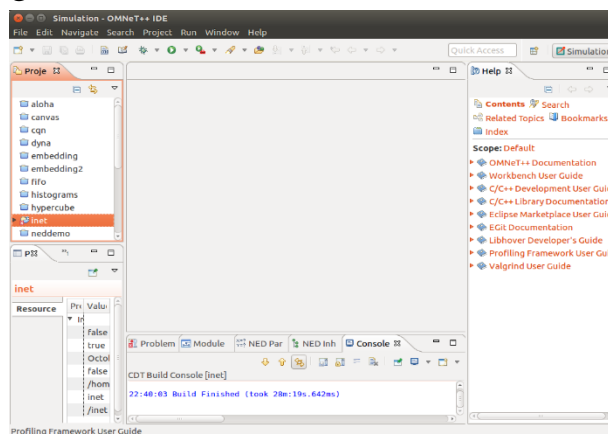 Simulation - OMNeT++ IDE
File Edit Navigate Search Project Run Window Help
Quick Access
Simulation
Proje
aloha
canvas
cqn
dyna
embedding
embedding2
fifo
histograms
hypercube
inet
neddemo
inet
Resource
Valu
false
true
Octol
false
/hom
inet
/inet
Problem Module NED Par NED Inh Console
CDT Build Console [inet]
22:40:03 Build Finished (took 28m:19s.642ms)
Help
Contents Search
Related Topics Bookmarks
Index
Scope: Default
OMNeT++ Documentation
Workbench User Guide
C/C++ Development User Guid
C/C++ Library Documentation
Eclipse Marketplace User Guid
EGit Documentation
Libhover Developer's Guide
Profiling Framework User Gu
Valgrind User Guide
Profiling Framework User Guide